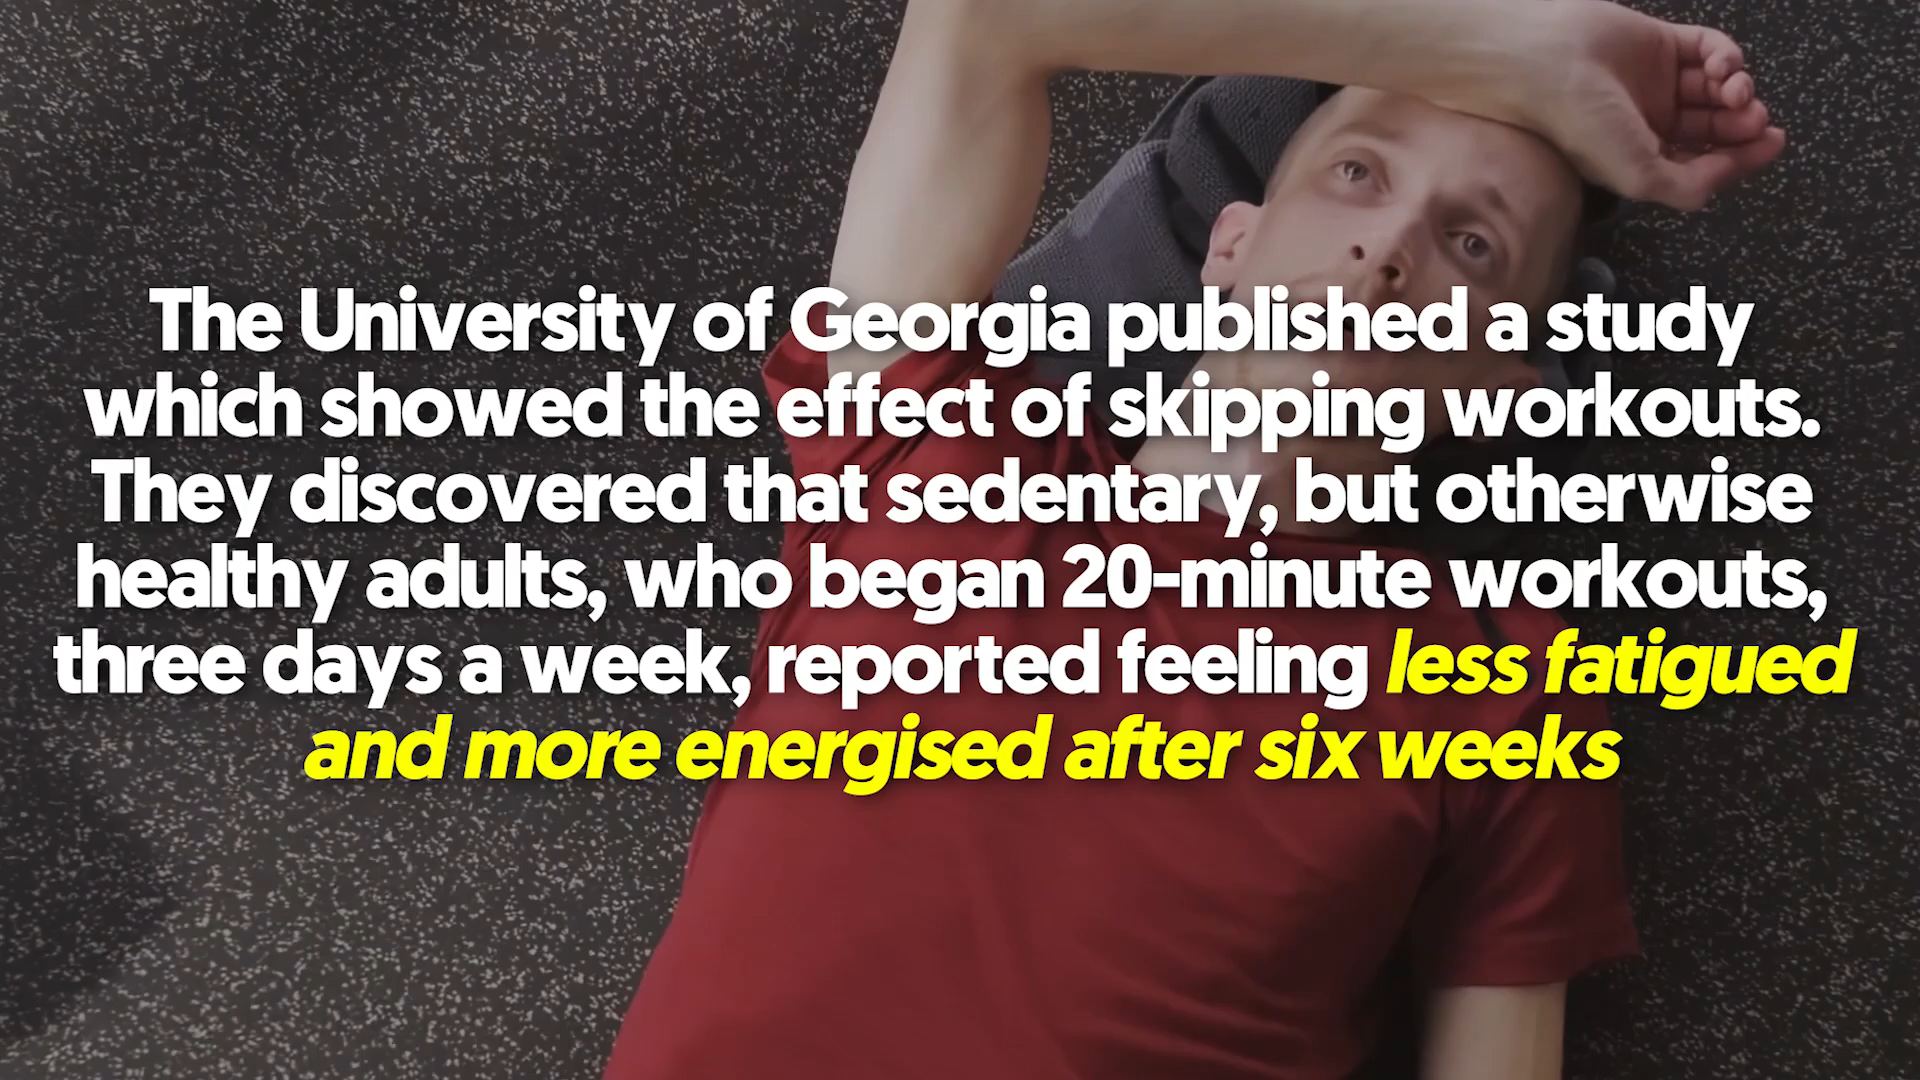 The University of Georgia published a study
which showed the effect of skipping workouts.
They discovered that sedentary, but otherwise
healthy adults, who began 20-minute workouts,
three days a week, reported feeling less fatigued
and more energised after six weeks